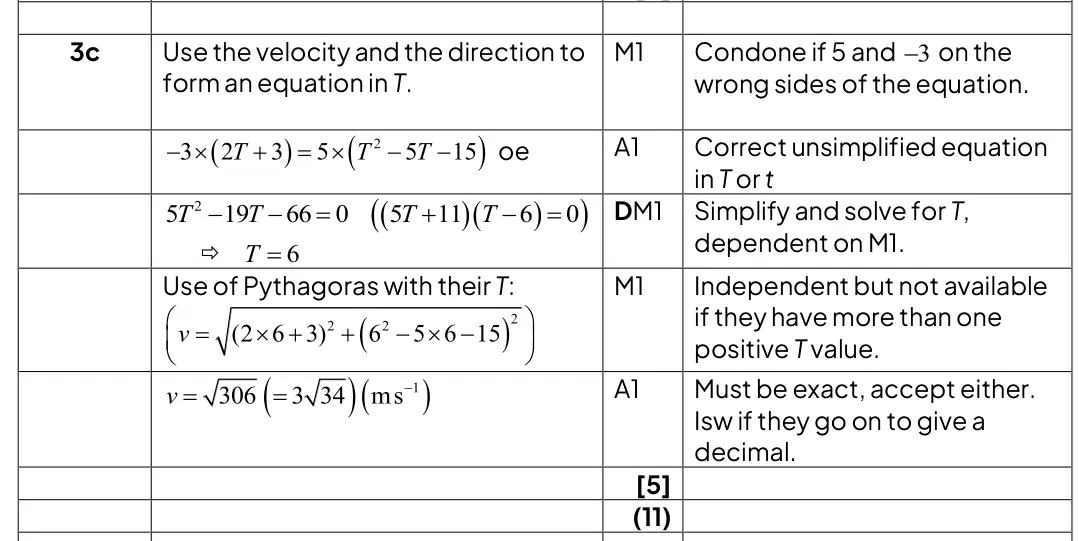 3c Use the velocity and the direction to form an equation in T. M1 Condone if 5 and −3 on the wrong sides of the equation.
−3×(2T+3)=5×(T²−5T−15) oe A1 Correct unsimplified equation in T or t
5T²−19T−66=0 ((5T+11)(T−6)=0) DM1 Simplify and solve for T, dependent on M1.
⇨ T=6
Use of Pythagoras with their T: M1 Independent but not available if they have more than one positive T value.
(v=√((2×6+3)²+(6²−5×6−15)²))
v=√306 (=3√34)(m s⁻¹) A1 Must be exact, accept either. Isw if they go on to give a decimal.
[5]
(11)